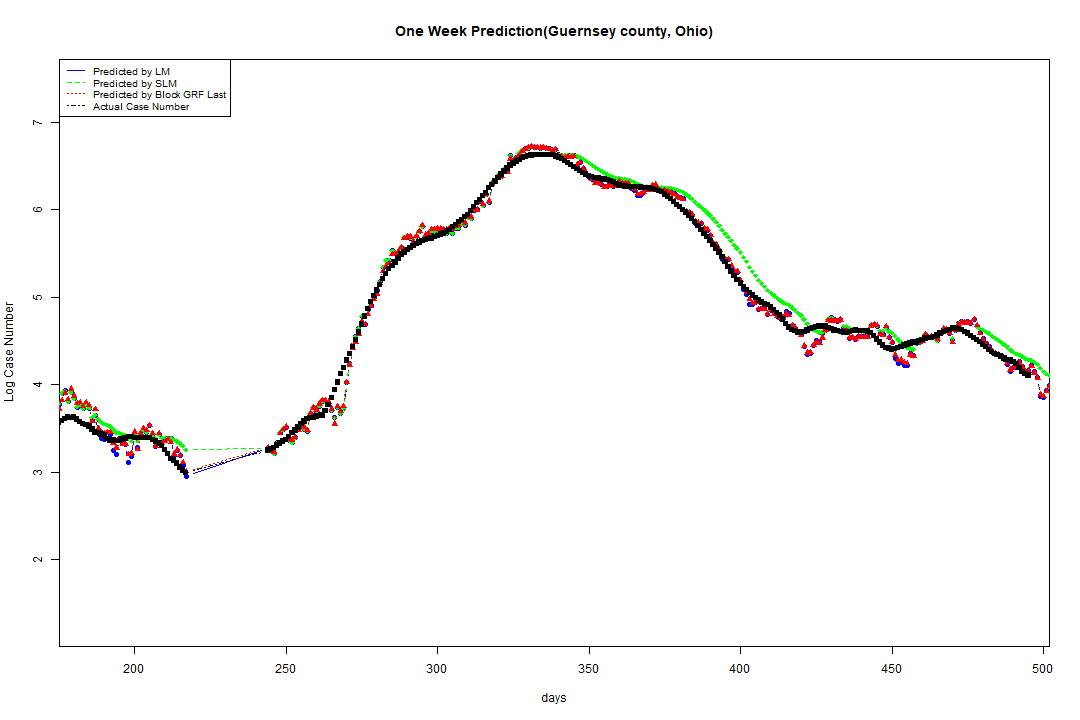 One Week Prediction(Guernsey county, Ohio)
Predicted by LM
Predicted by SLM
Predicted by Block GRF Last
Actual Case Number
7
6
5
4
3
2
Log Case Number
200 250 300 350 400 450 500
days